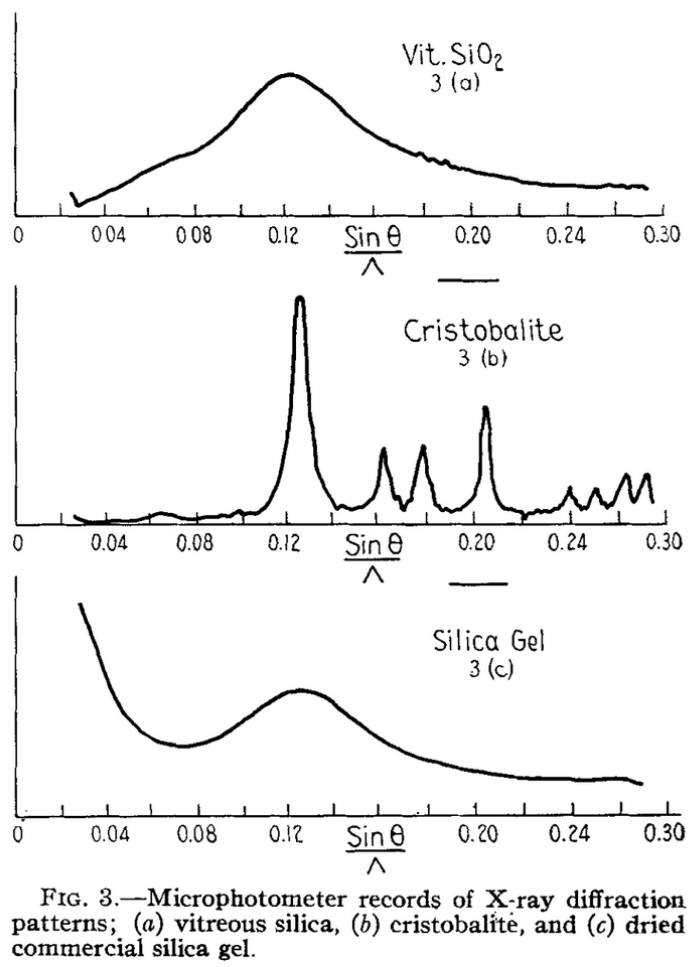 Vit. SiO₂
3 (a)
0 0 04 0.08 0.12 Sin θ 0.20 0.24 0.30
Λ
Cristobalite
3 (b)
0 0.04 0.08 0.12 Sin θ 0.20 0.24 0.30
Λ
Silica Gel
3 (c)
0 0.04 0.08 0.12 Sin θ 0.20 0.24 0.30
Λ
FIG. 3.—Microphotometer records of X-ray diffraction
patterns; (a) vitreous silica, (b) cristobalite, and (c) dried
commercial silica gel.